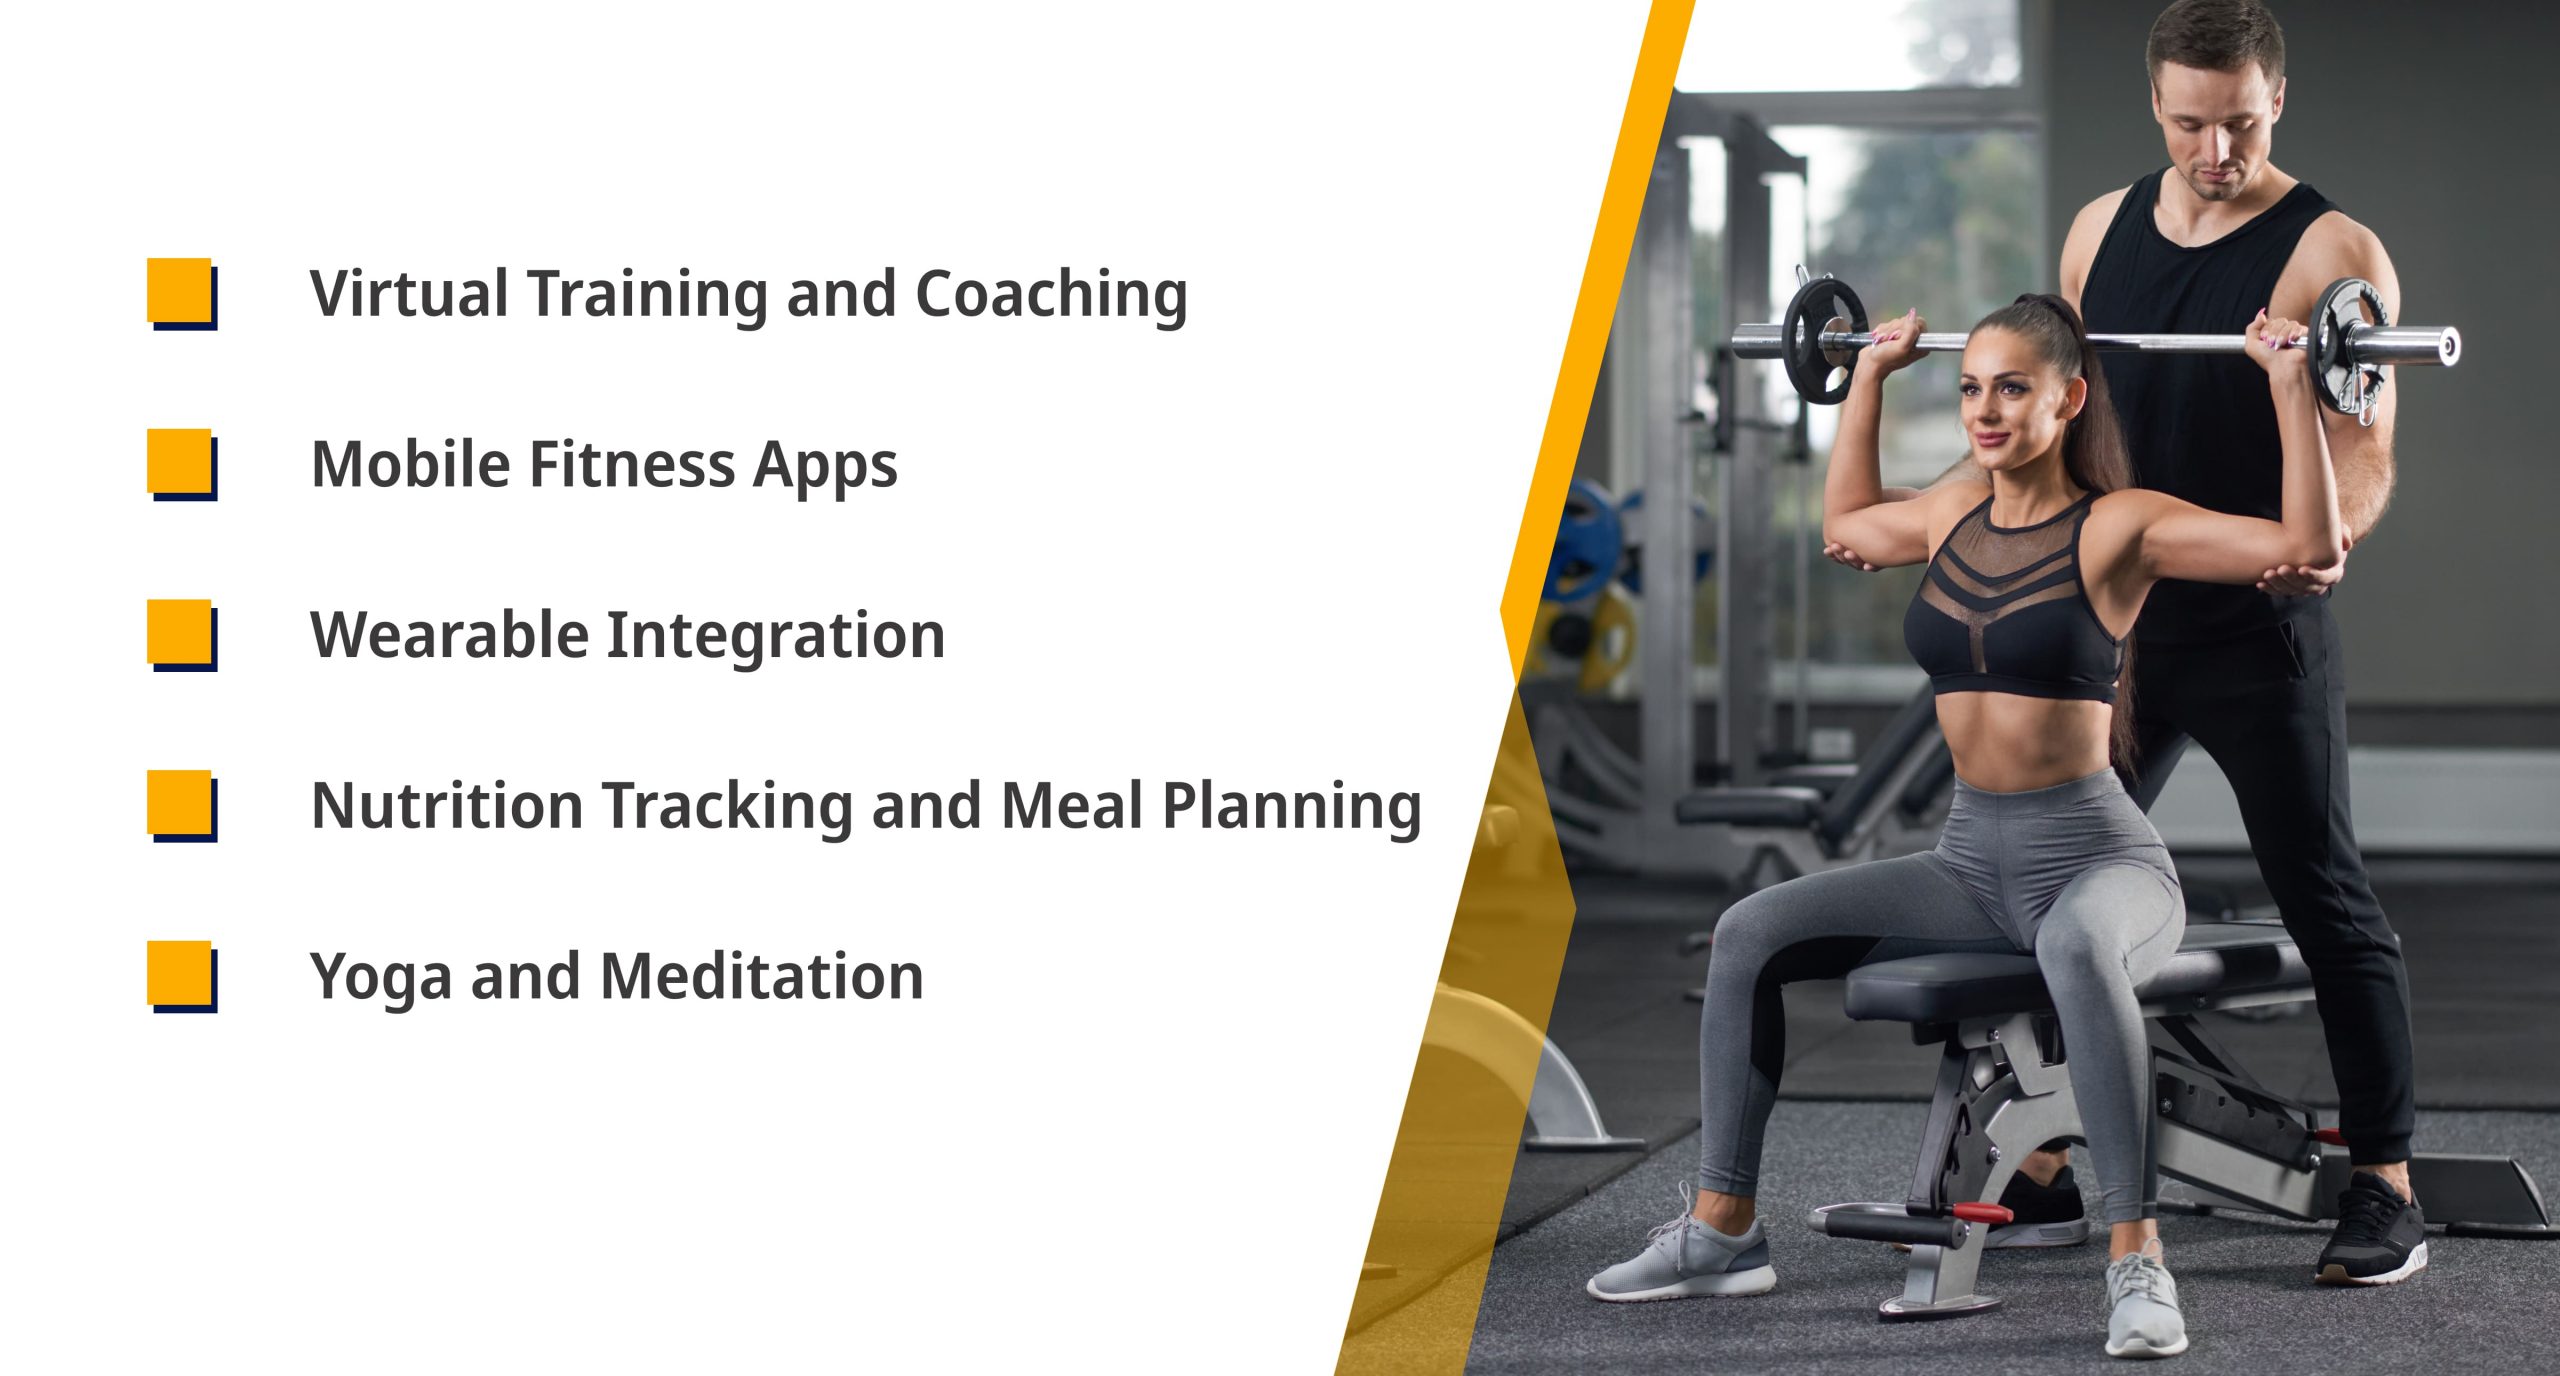 Virtual Training and Coaching
Mobile Fitness Apps
Wearable Integration
Nutrition Tracking and Meal Planning
Yoga and Meditation